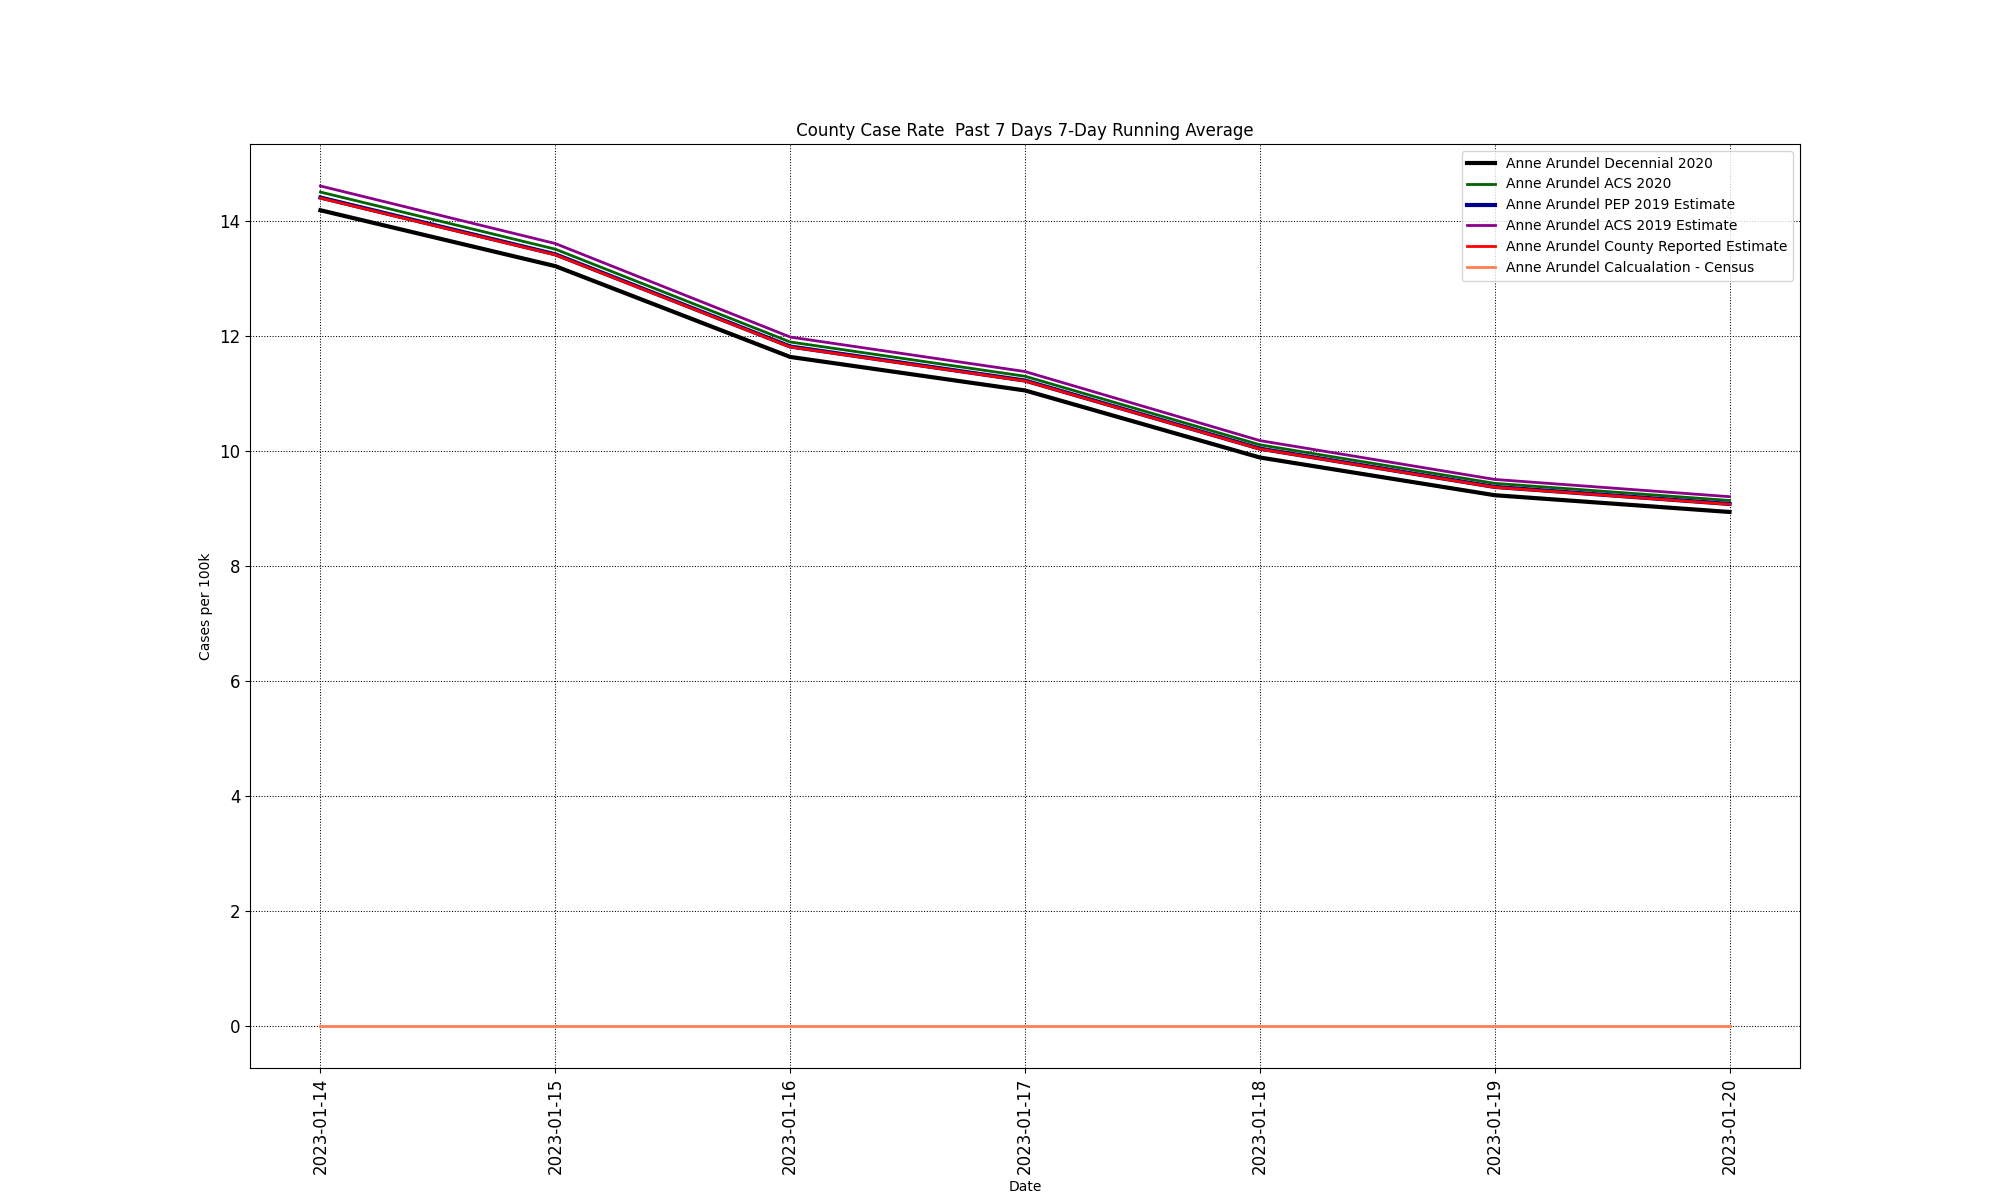 County Case Rate  Past 7 Days 7-Day Running Average
Anne Arundel Decennial 2020
Anne Arundel ACS 2020
Anne Arundel PEP 2019 Estimate
Anne Arundel ACS 2019 Estimate
Anne Arundel County Reported Estimate
Anne Arundel Calcualation - Census
Cases per 100k
14
12
10
8
6
4
2
0
2023-01-14
2023-01-15
2023-01-16
2023-01-17
2023-01-18
2023-01-19
2023-01-20
Date